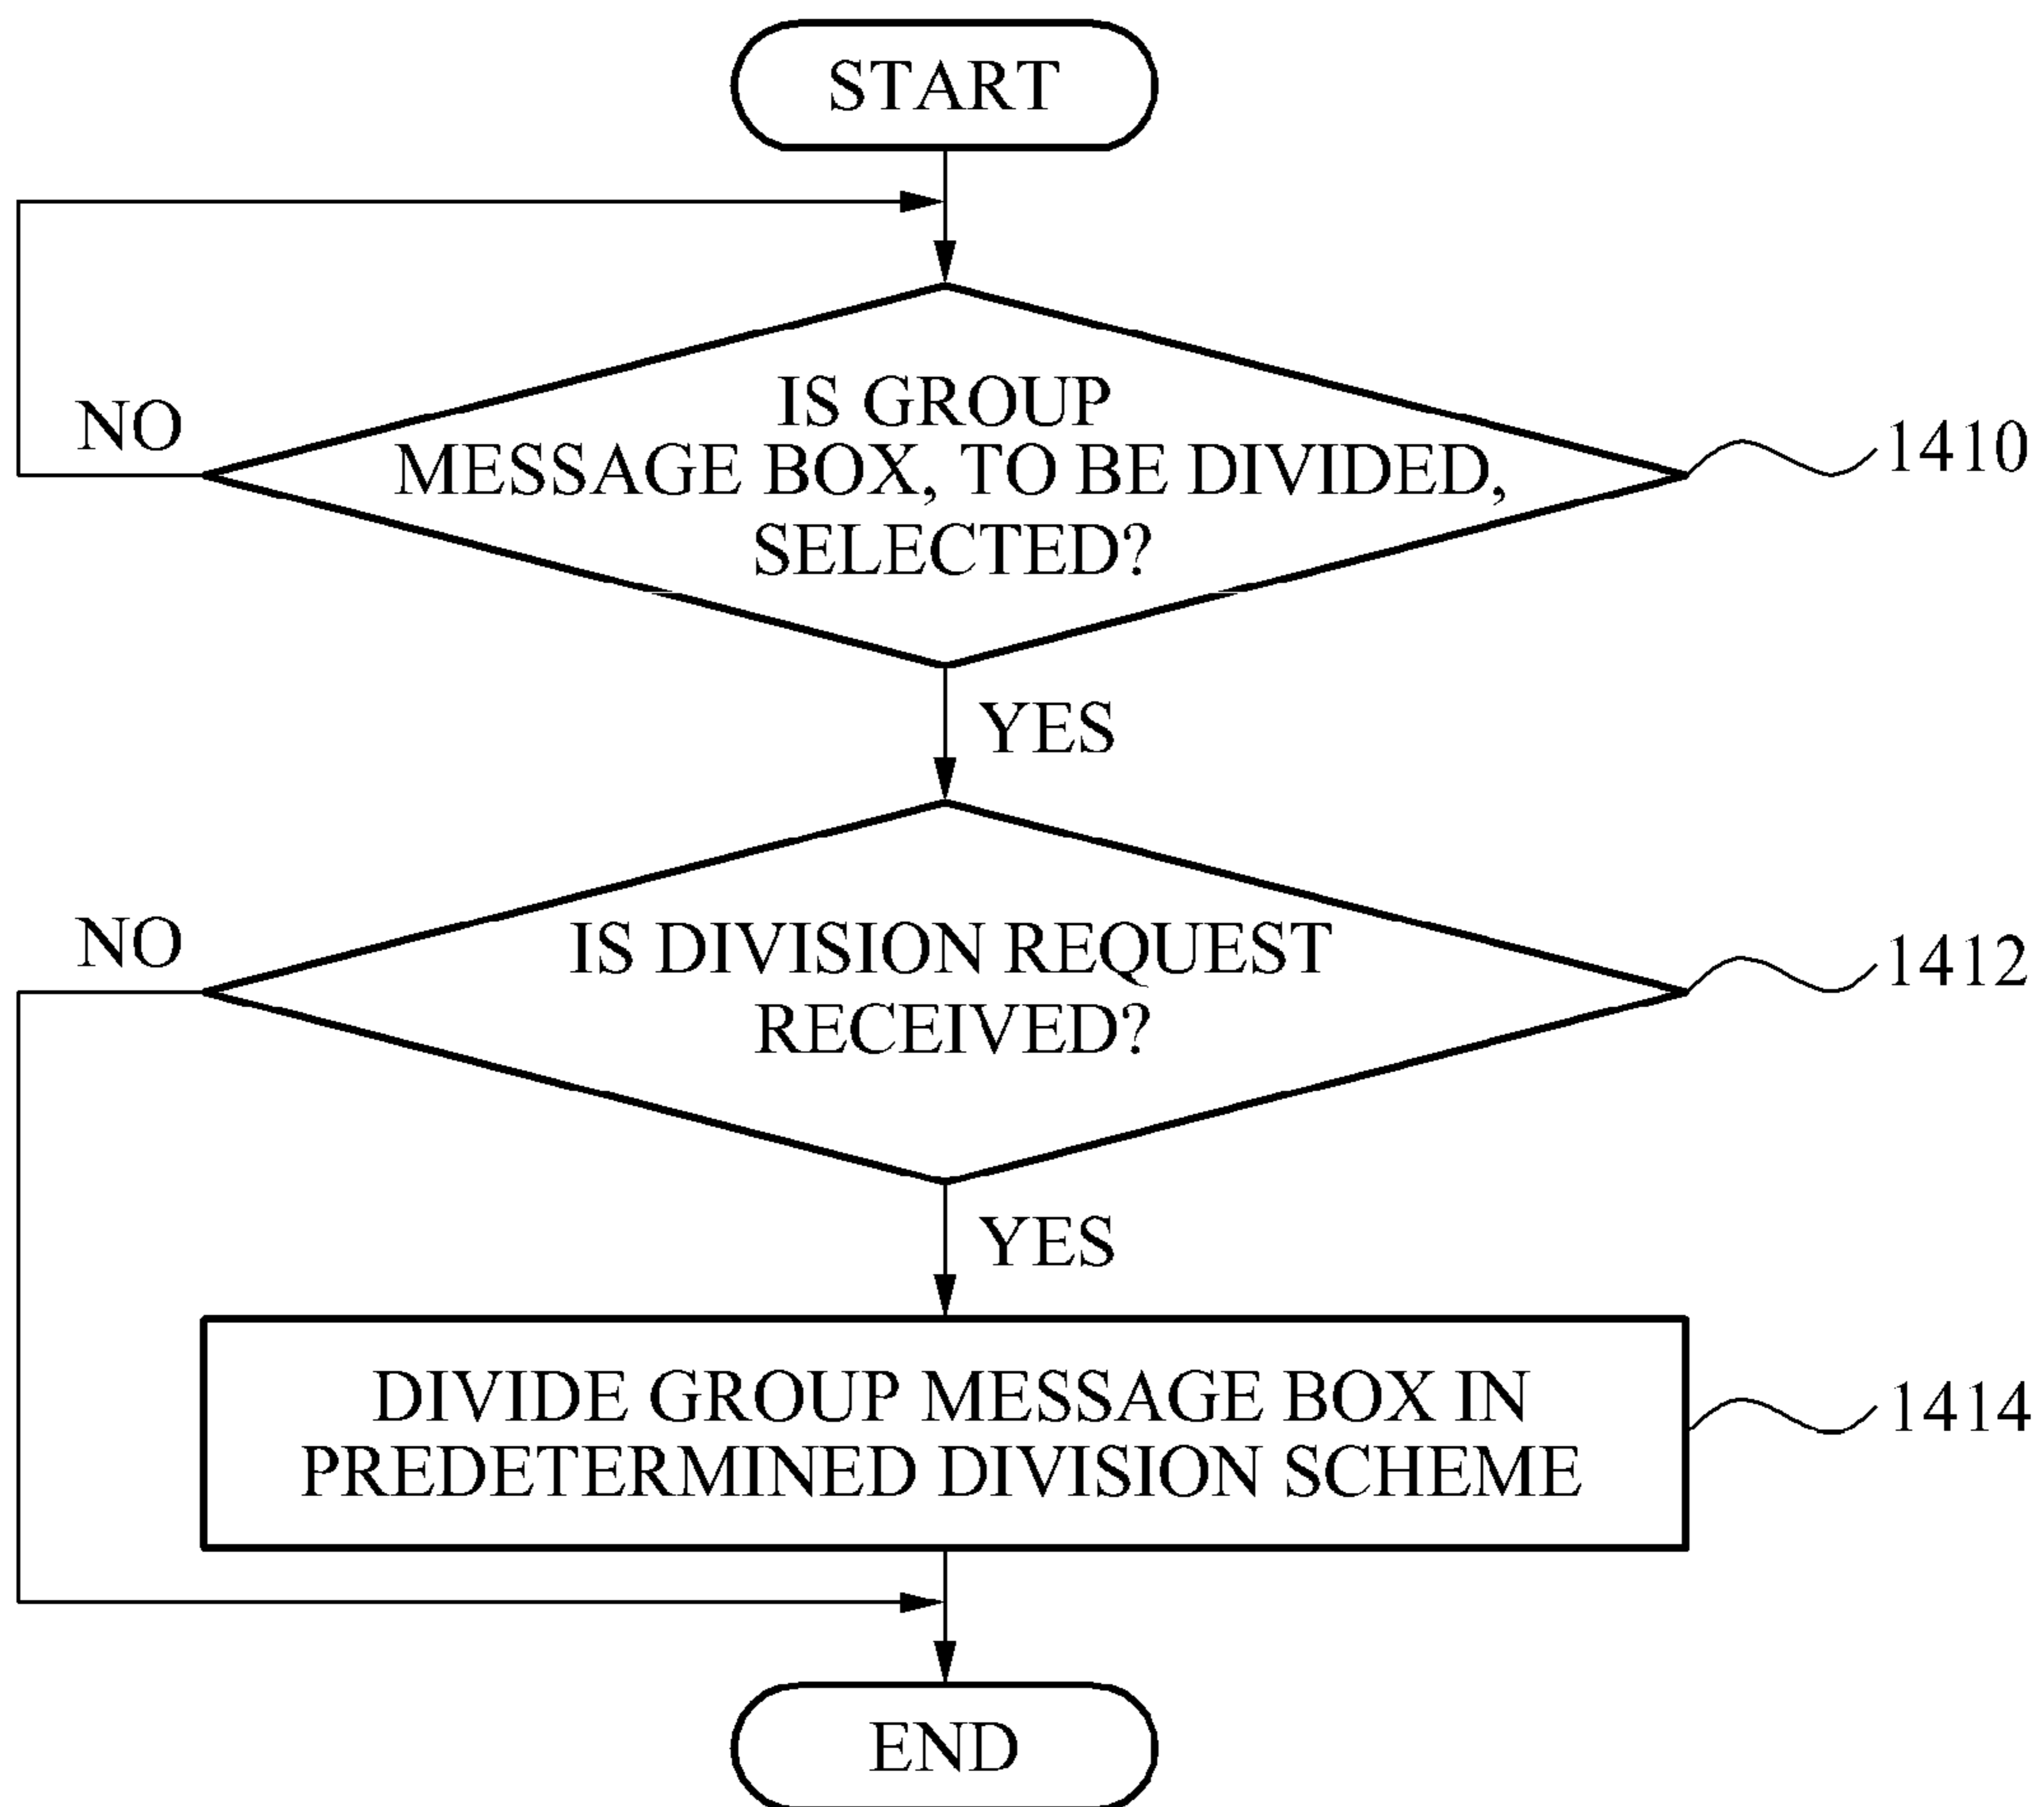 START
IS GROUP
MESSAGE BOX, TO BE DIVIDED,
SELECTED?
NO
1410
YES
IS DIVISION REQUEST
RECEIVED?
NO
1412
YES
DIVIDE GROUP MESSAGE BOX IN
PREDETERMINED DIVISION SCHEME
1414
END